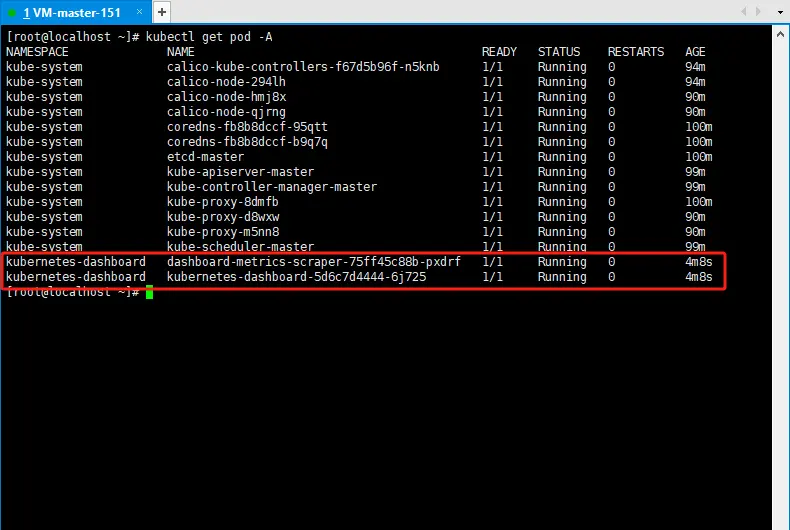 1 VM-master-151 × +
[root@localhost ~]# kubectl get pod -A
NAMESPACE NAME READY STATUS RESTARTS AGE
kube-system calico-kube-controllers-f67d5b96f-n5knb 1/1 Running 0 94m
kube-system calico-node-294lh 1/1 Running 0 94m
kube-system calico-node-hmj8x 1/1 Running 0 90m
kube-system calico-node-qjrng 1/1 Running 0 90m
kube-system coredns-fb8b8dccf-95qtt 1/1 Running 0 100m
kube-system coredns-fb8b8dccf-b9q7q 1/1 Running 0 100m
kube-system etcd-master 1/1 Running 0 100m
kube-system kube-apiserver-master 1/1 Running 0 99m
kube-system kube-controller-manager-master 1/1 Running 0 99m
kube-system kube-proxy-8dmfb 1/1 Running 0 100m
kube-system kube-proxy-d8wxw 1/1 Running 0 90m
kube-system kube-proxy-m5nn8 1/1 Running 0 90m
kube-system kube-scheduler-master 1/1 Running 0 99m
kubernetes-dashboard dashboard-metrics-scraper-75ff45c88b-pxdrf 1/1 Running 0 4m8s
kubernetes-dashboard kubernetes-dashboard-5d6c7d4444-6j725 1/1 Running 0 4m8s
[root@localhost ~]#